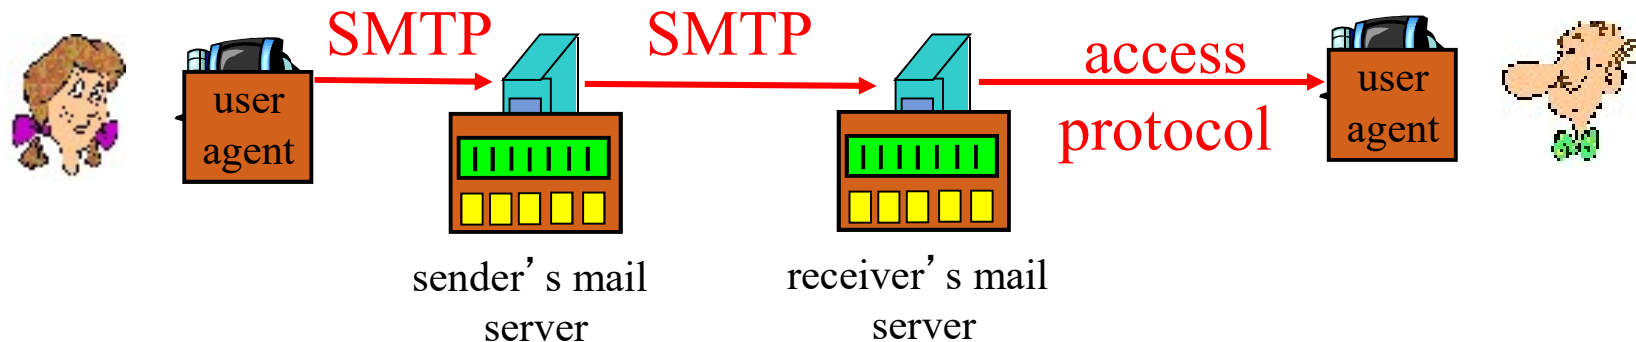 SMTP
SMTP
access
protocol
user
agent
user
agent
sender’s mail
server
receiver’s mail
server